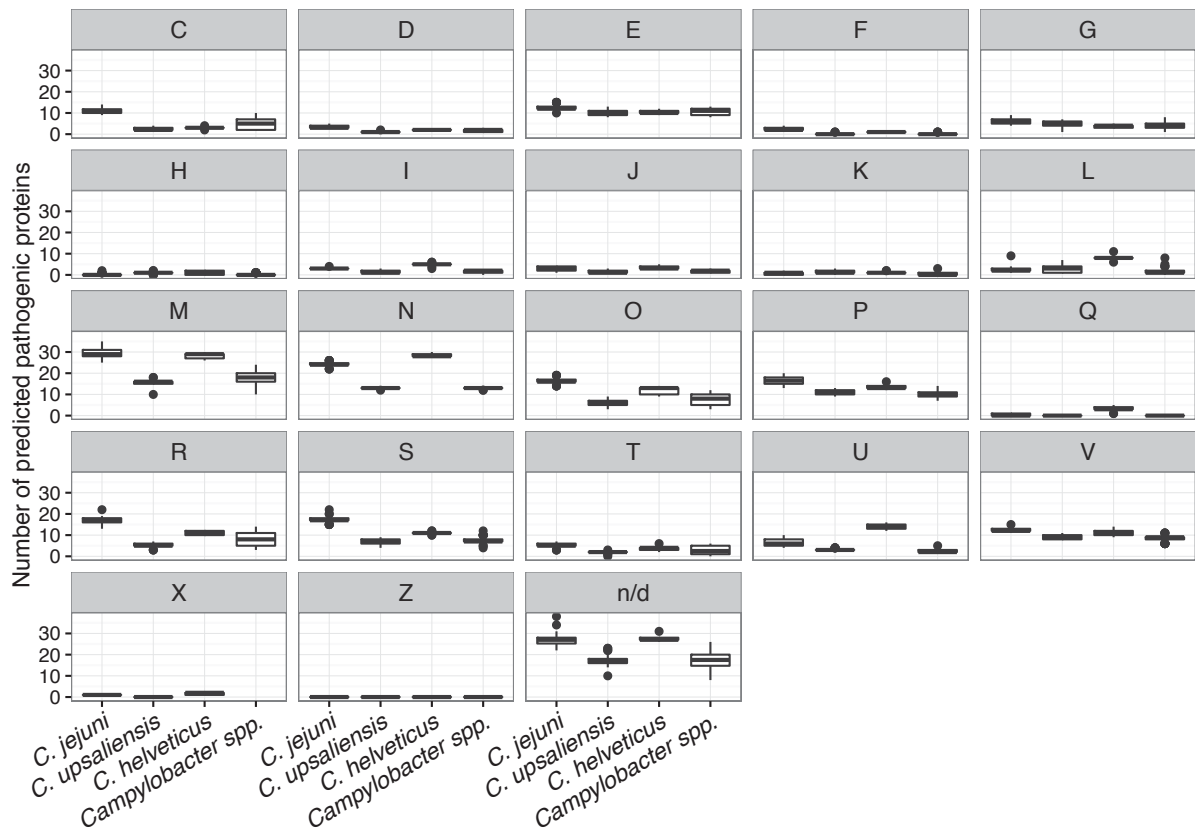 C D E F G
30
20
10
0
H I J K L
30
20
10
0
M N O P Q
30
20
10
0
R S T U V
30
20
10
0
X Z n/d
30
20
10
0
Number of predicted pathogenic proteins
C. jejuni
C. upsaliensis
C. helveticus
Campylobacter spp.
C. jejuni
C. upsaliensis
C. helveticus
Campylobacter spp.
C. jejuni
C. upsaliensis
C. helveticus
Campylobacter spp.